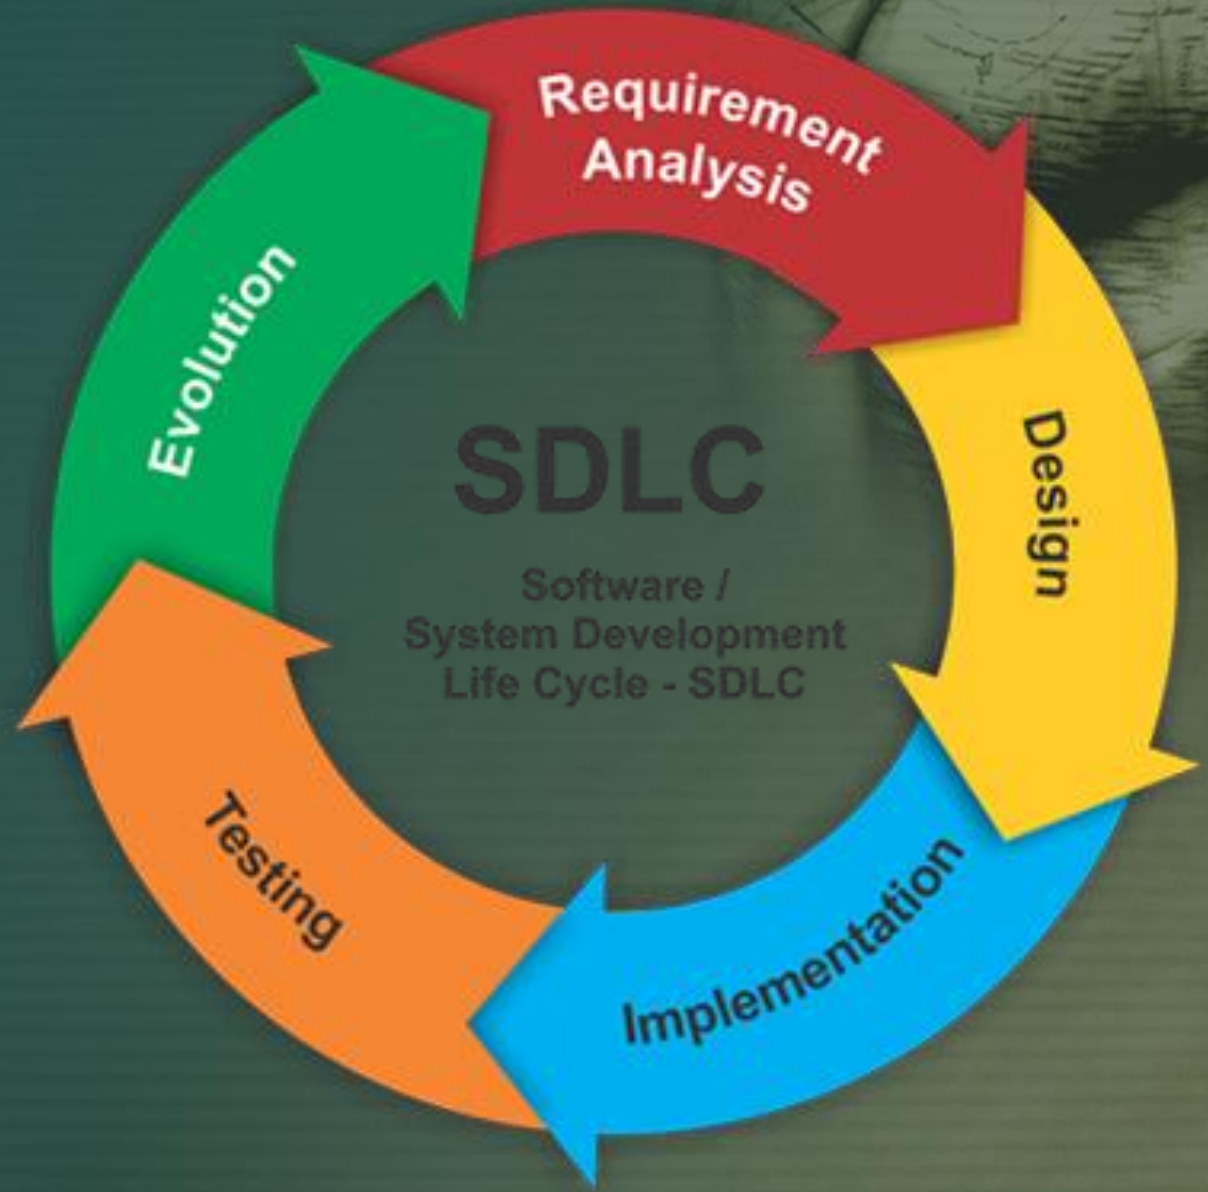 Requirement
Analysis
Design
Implementation
Testing
Evolution
SDLC
Software /
System Development
Life Cycle - SDLC